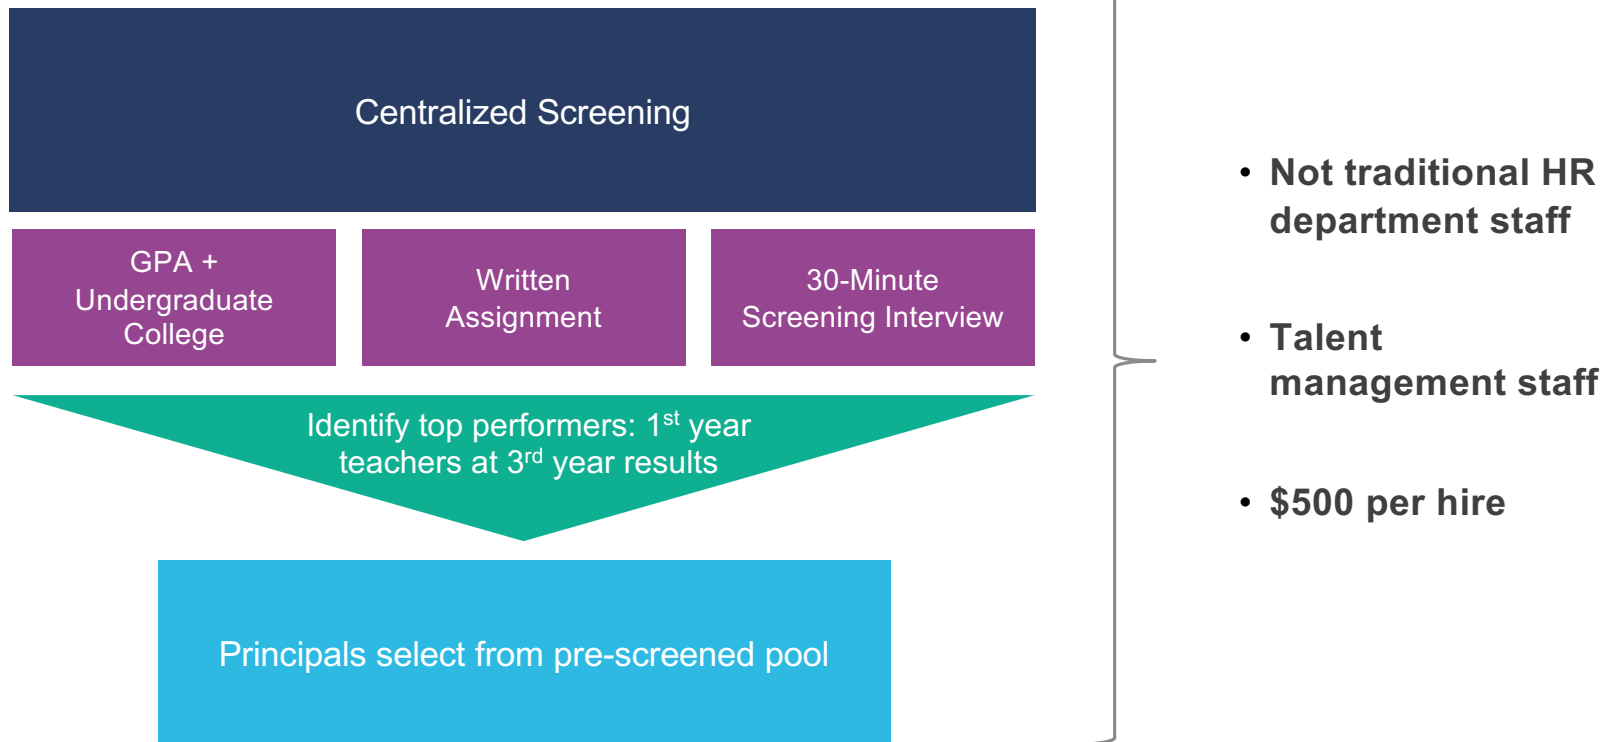 Centralized Screening
GPA +
Undergraduate
College
Written
Assignment
30-Minute
Screening Interview
Identify top performers: 1st year
teachers at 3rd year results
Principals select from pre-screened pool
• Not traditional HR
department staff
• Talent
management staff
• $500 per hire